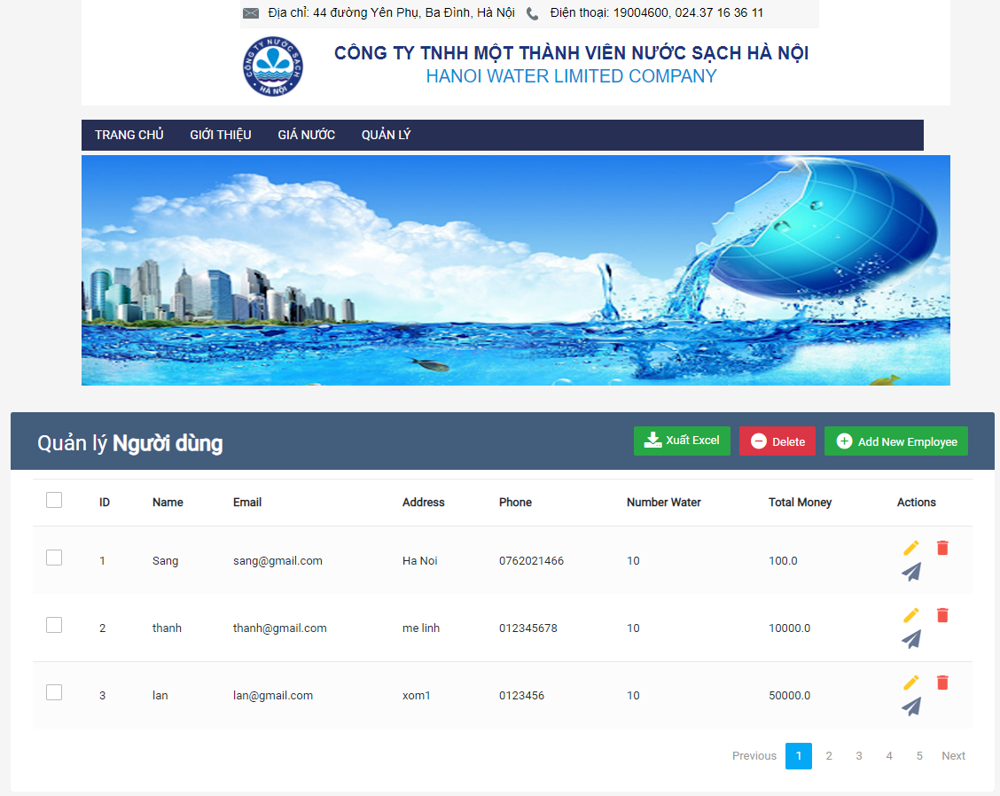 Địa chỉ: 44 đường Yên Phụ, Ba Đình, Hà Nội Điện thoại: 19004600, 024.37 16 36 11
CÔNG TY NƯỚC SẠCH
HÀ NỘI
CÔNG TY TNHH MỘT THÀNH VIÊN NƯỚC SẠCH HÀ NỘI
HANOI WATER LIMITED COMPANY
TRANG CHỦ GIỚI THIỆU GIÁ NƯỚC QUẢN LÝ
Quản lý Người dùng Xuất Excel Delete Add New Employee
ID Name Email Address Phone Number Water Total Money Actions
1 Sang sang@gmail.com Ha Noi 0762021466 10 100.0
2 thanh thanh@gmail.com me linh 012345678 10 10000.0
3 lan lan@gmail.com xom1 0123456 10 50000.0
Previous 1 2 3 4 5 Next